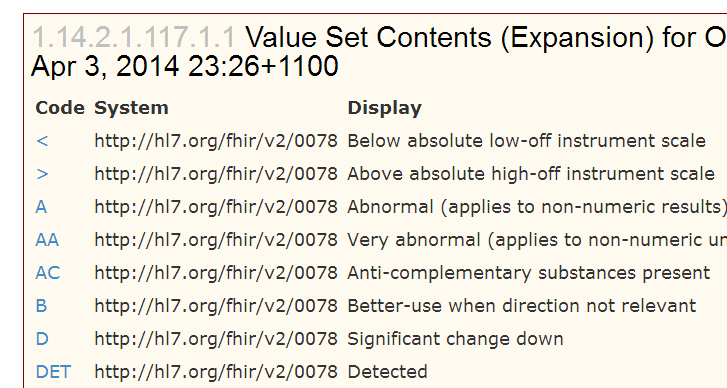 1.14.2.1.117.1.1 Value Set Contents (Expansion) for O
Apr 3, 2014 23:26+1100
Code System Display
< http://hl7.org/fhir/v2/0078 Below absolute low-off instrument scale
> http://hl7.org/fhir/v2/0078 Above absolute high-off instrument scale
A http://hl7.org/fhir/v2/0078 Abnormal (applies to non-numeric results)
AA http://hl7.org/fhir/v2/0078 Very abnormal (applies to non-numeric un
AC http://hl7.org/fhir/v2/0078 Anti-complementary substances present
B http://hl7.org/fhir/v2/0078 Better-use when direction not relevant
D http://hl7.org/fhir/v2/0078 Significant change down
DET http://hl7.org/fhir/v2/0078 Detected